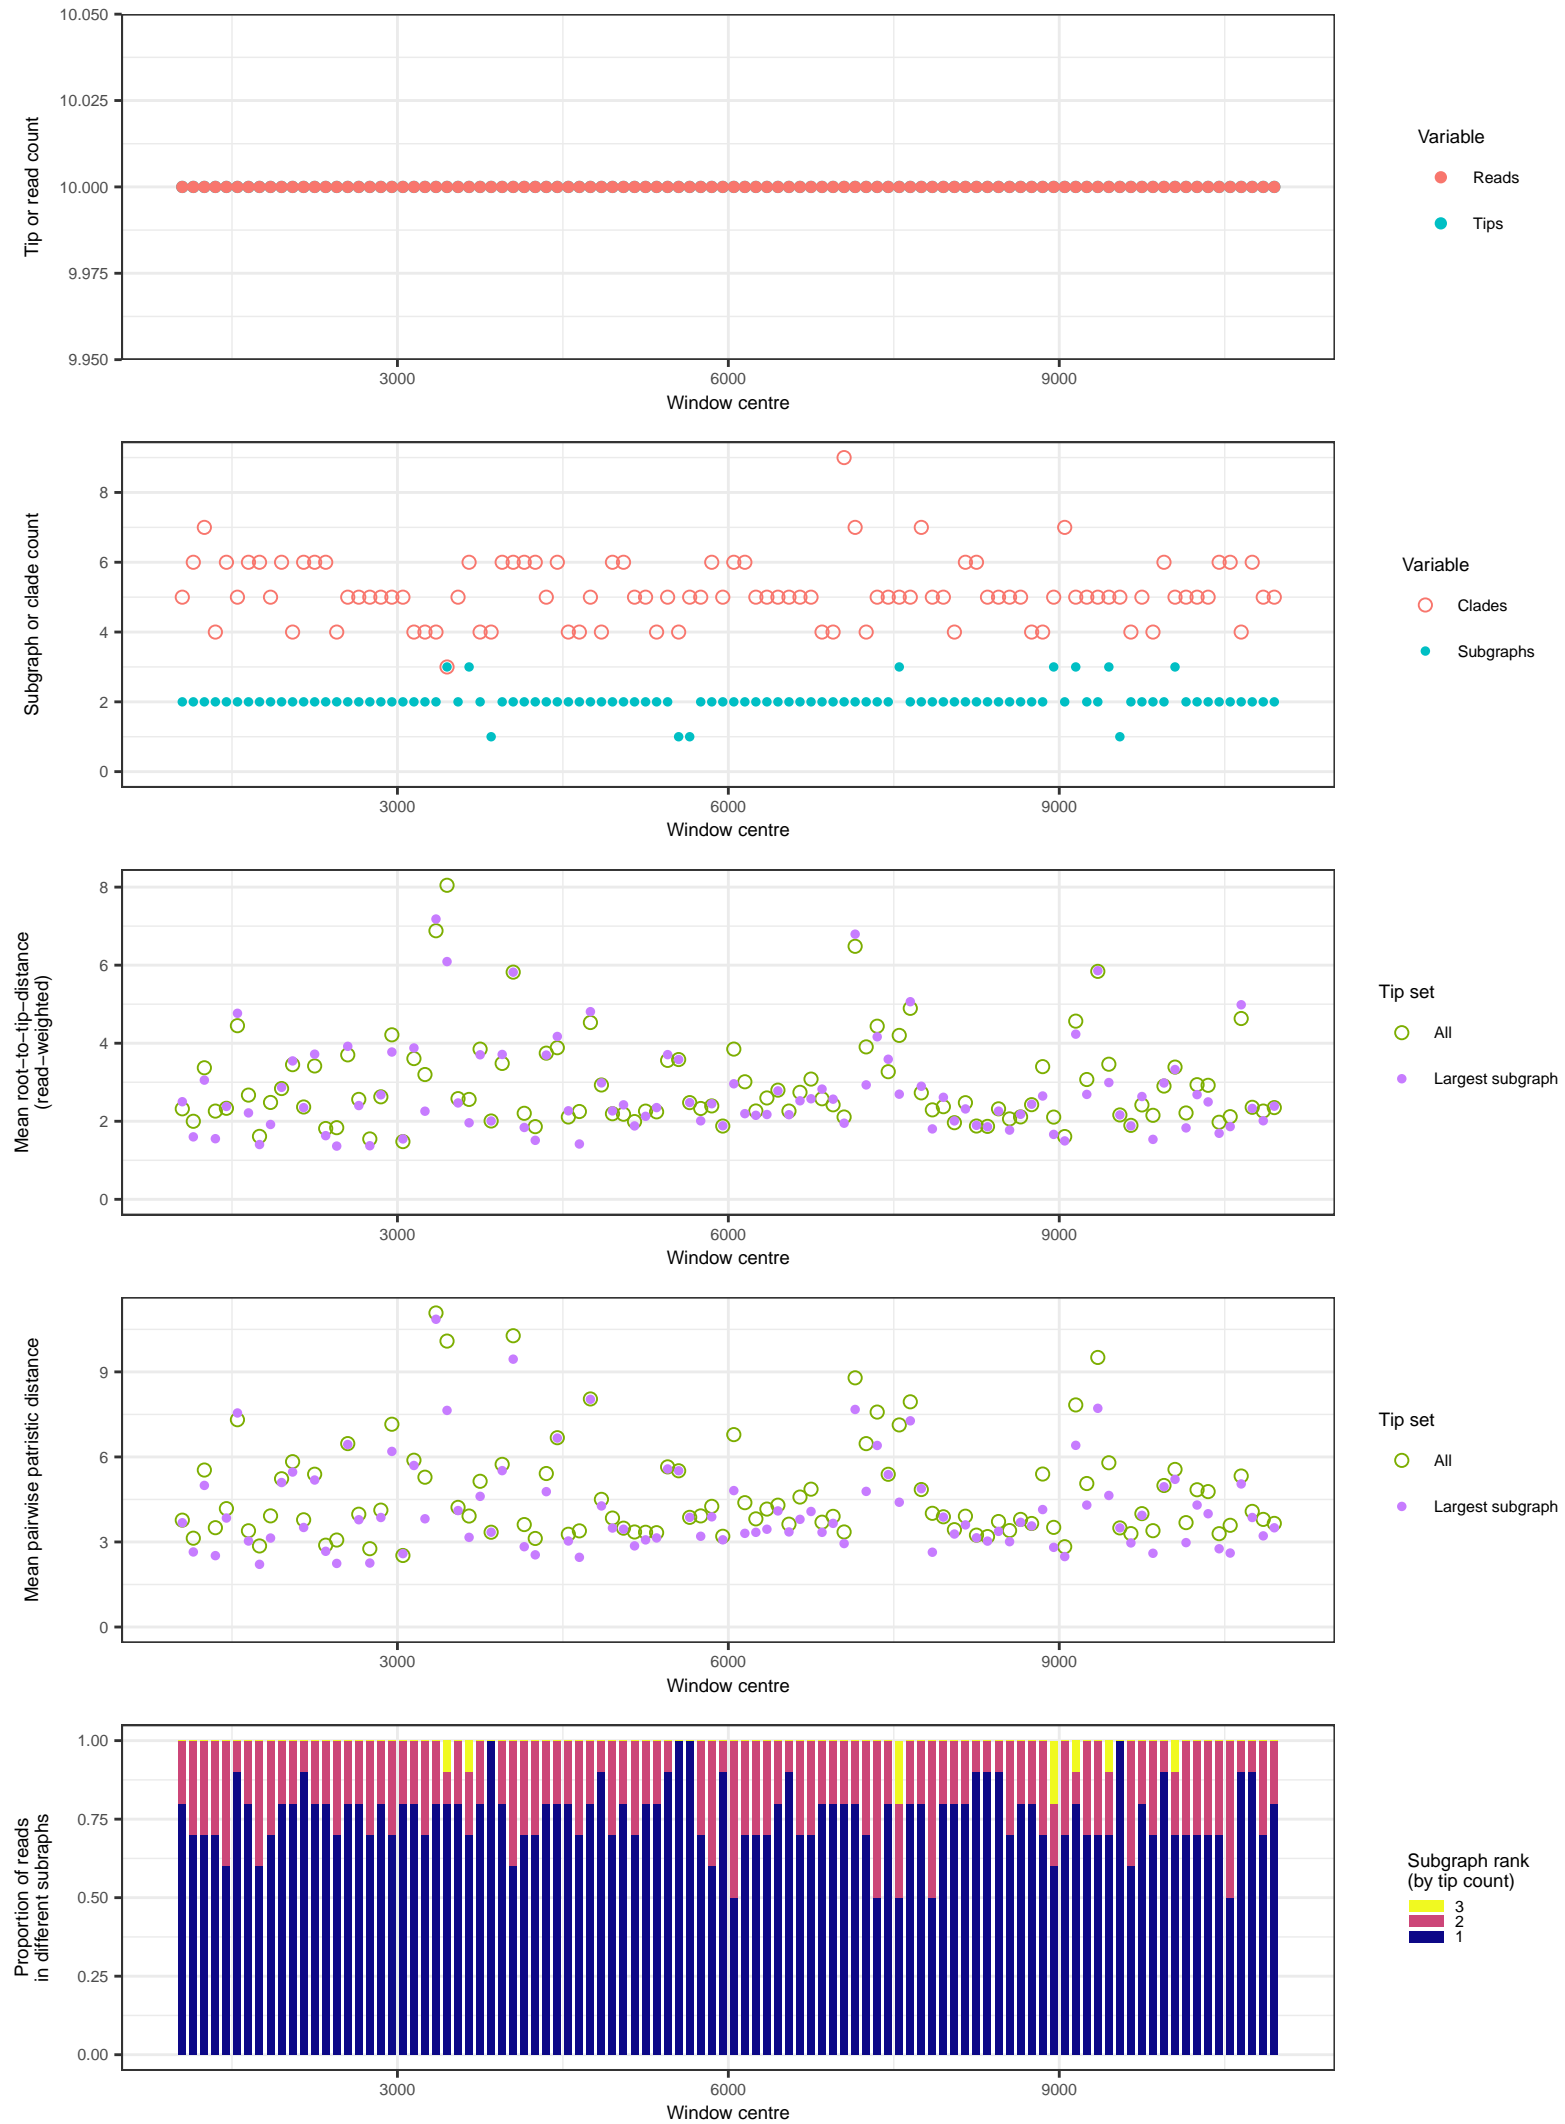 10.050
10.025
10.000
9.975
9.950
Tip or read count
3000
6000
9000
Window centre
Variable
Reads
Tips
8
6
4
2
0
Subgraph or clade count
3000
6000
9000
Window centre
Variable
Clades
Subgraphs
8
6
4
2
0
Mean root−to−tip−distance
(read−weighted)
3000
6000
9000
Window centre
Tip set
All
Largest subgraph
9
6
3
0
Mean pairwise patristic distance
3000
6000
9000
Window centre
Tip set
All
Largest subgraph
1.00
0.75
0.50
0.25
0.00
Proportion of reads
in different subraphs
3000
6000
9000
Window centre
Subgraph rank
(by tip count)
3
2
1